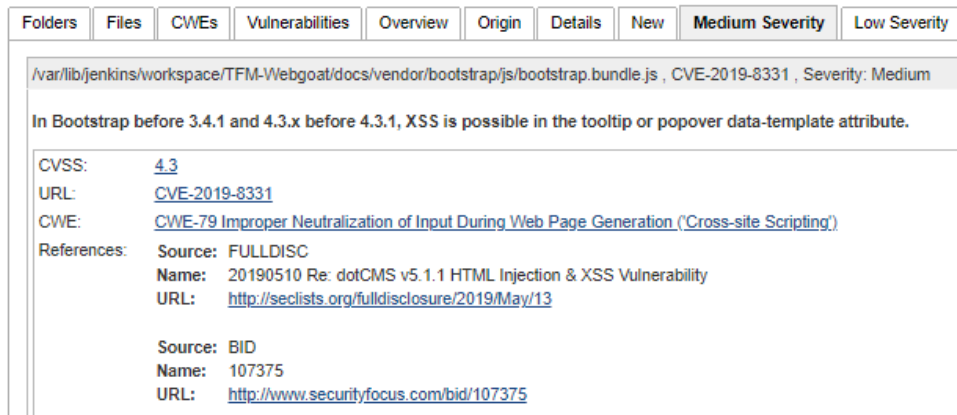 Folders Files CWEs Vulnerabilities Overview Origin Details New Medium Severity Low Severity
/var/lib/jenkins/workspace/TFM-Webgoat/docs/vendor/bootstrap/js/bootstrap.bundle.js , CVE-2019-8331 , Severity: Medium
In Bootstrap before 3.4.1 and 4.3.x before 4.3.1, XSS is possible in the tooltip or popover data-template attribute.
CVSS: 4.3
URL: CVE-2019-8331
CWE: CWE-79 Improper Neutralization of Input During Web Page Generation ('Cross-site Scripting')
References: Source: FULLDISC
Name: 20190510 Re: dotCMS v5.1.1 HTML Injection & XSS Vulnerability
URL: http://seclists.org/fulldisclosure/2019/May/13
Source: BID
Name: 107375
URL: http://www.securityfocus.com/bid/107375